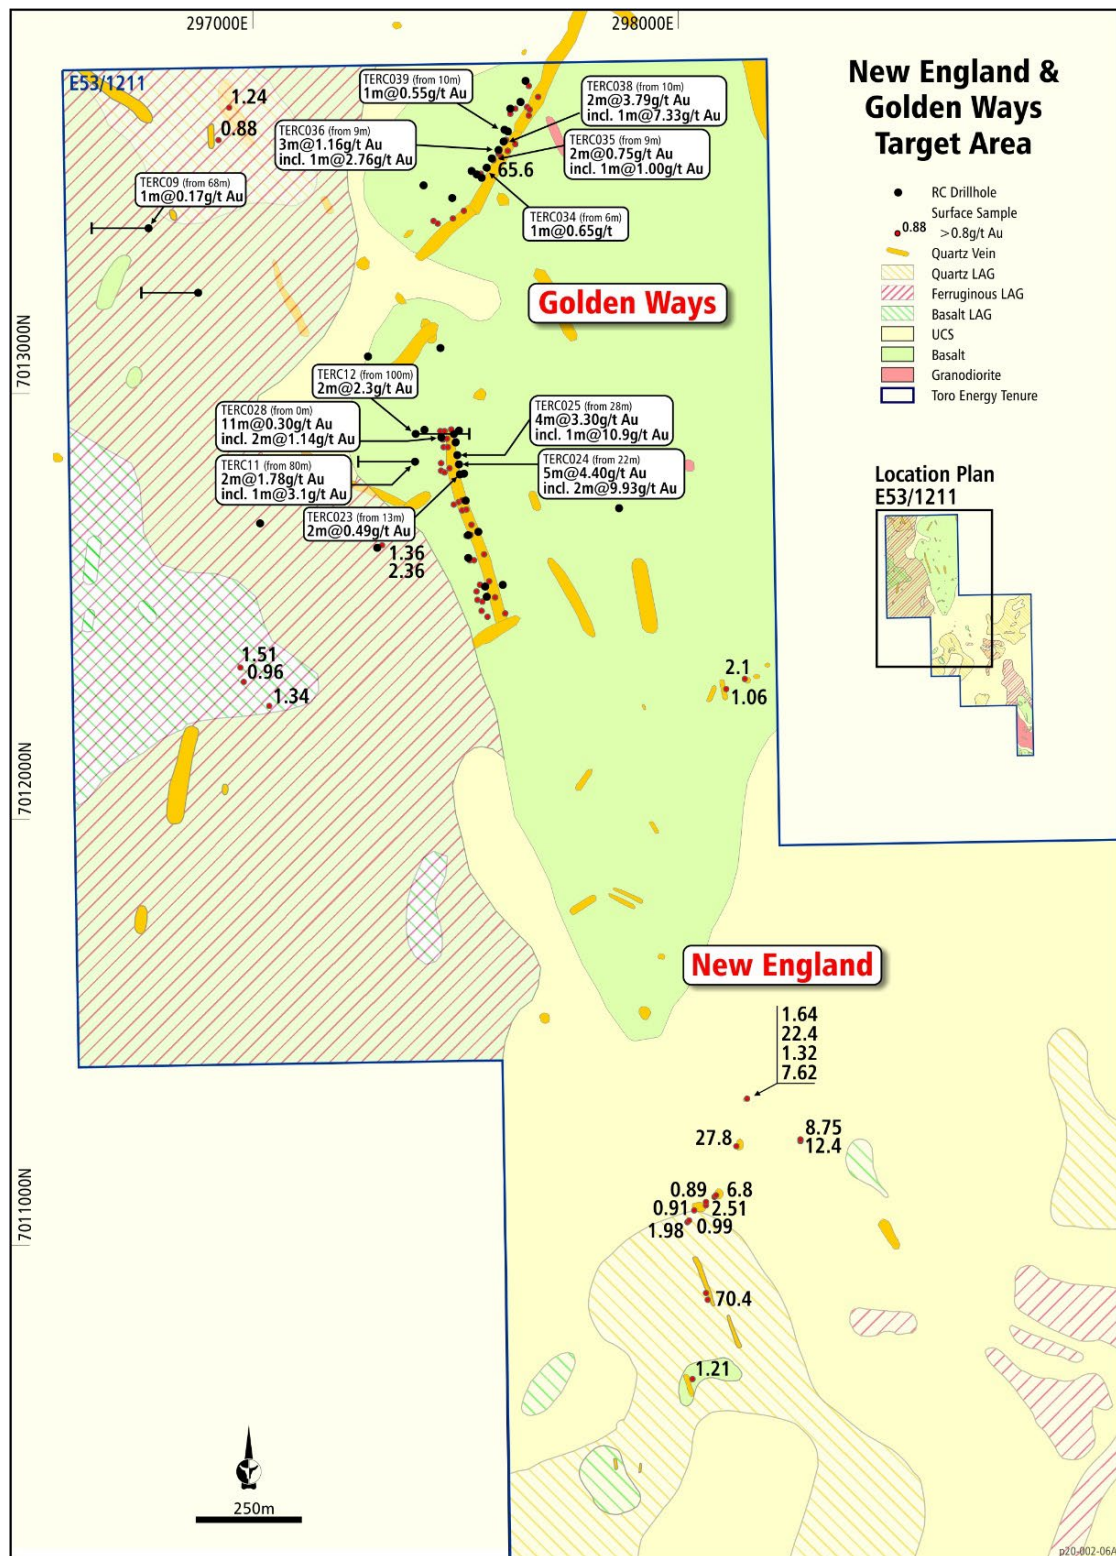 297000E
298000E
E53/1211
New England &
Golden Ways
Target Area
RC Drillhole
Surface Sample
0.88
>0.8g/t Au
Quartz Vein
Quartz LAG
Ferruginous LAG
Basalt LAG
UCS
Basalt
Granodiorite
Toro Energy Tenure
Location Plan
E53/1211
1.24
0.88
TERC039 (from 10m)
1m@0.55g/t Au
TERC038 (from 10m)
2m@3.79g/t Au
incl. 1m@7.33g/t Au
TERC036 (from 9m)
3m@1.16g/t Au
incl. 1m@2.76g/t Au
TERC035 (from 9m)
2m@0.75g/t Au
incl. 1m@1.00g/t Au
65.6
TERC09 (from 68m)
1m@0.17g/t Au
TERC034 (from 6m)
1m@0.65g/t
Golden Ways
7013000N
TERC12 (from 100m)
2m@2.3g/t Au
TERC028 (from 0m)
11m@0.30g/t Au
incl. 2m@1.14g/t Au
TERC025 (from 28m)
4m@3.30g/t Au
incl. 1m@10.9g/t Au
TERC11 (from 80m)
2m@1.78g/t Au
incl. 1m@3.1g/t Au
TERC024 (from 22m)
5m@4.40g/t Au
incl. 2m@9.93g/t Au
TERC023 (from 13m)
2m@0.49g/t Au
1.36
2.36
1.51
0.96
1.34
2.1
1.06
7012000N
New England
1.64
22.4
1.32
7.62
27.8
8.75
12.4
0.89
6.8
0.91
2.51
1.98
0.99
7011000N
70.4
1.21
250m
p20-002-06A